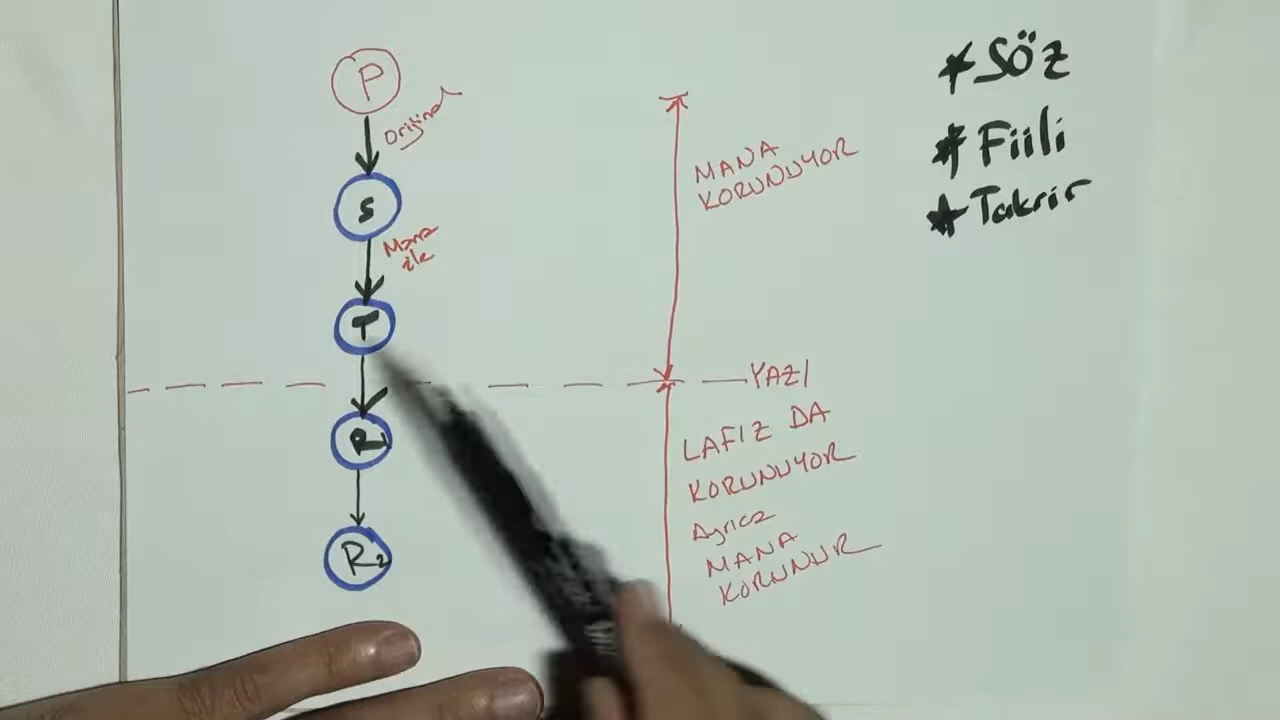 P
Orijinal
S
Mana
ile
T
R1
R2
MANA
KORUNUYOR
YAZI
LAFIZ DA
KORUNUYOR
Ayrıca
MANA
KORUNUR
* Söz
* Fiili
* Takrir